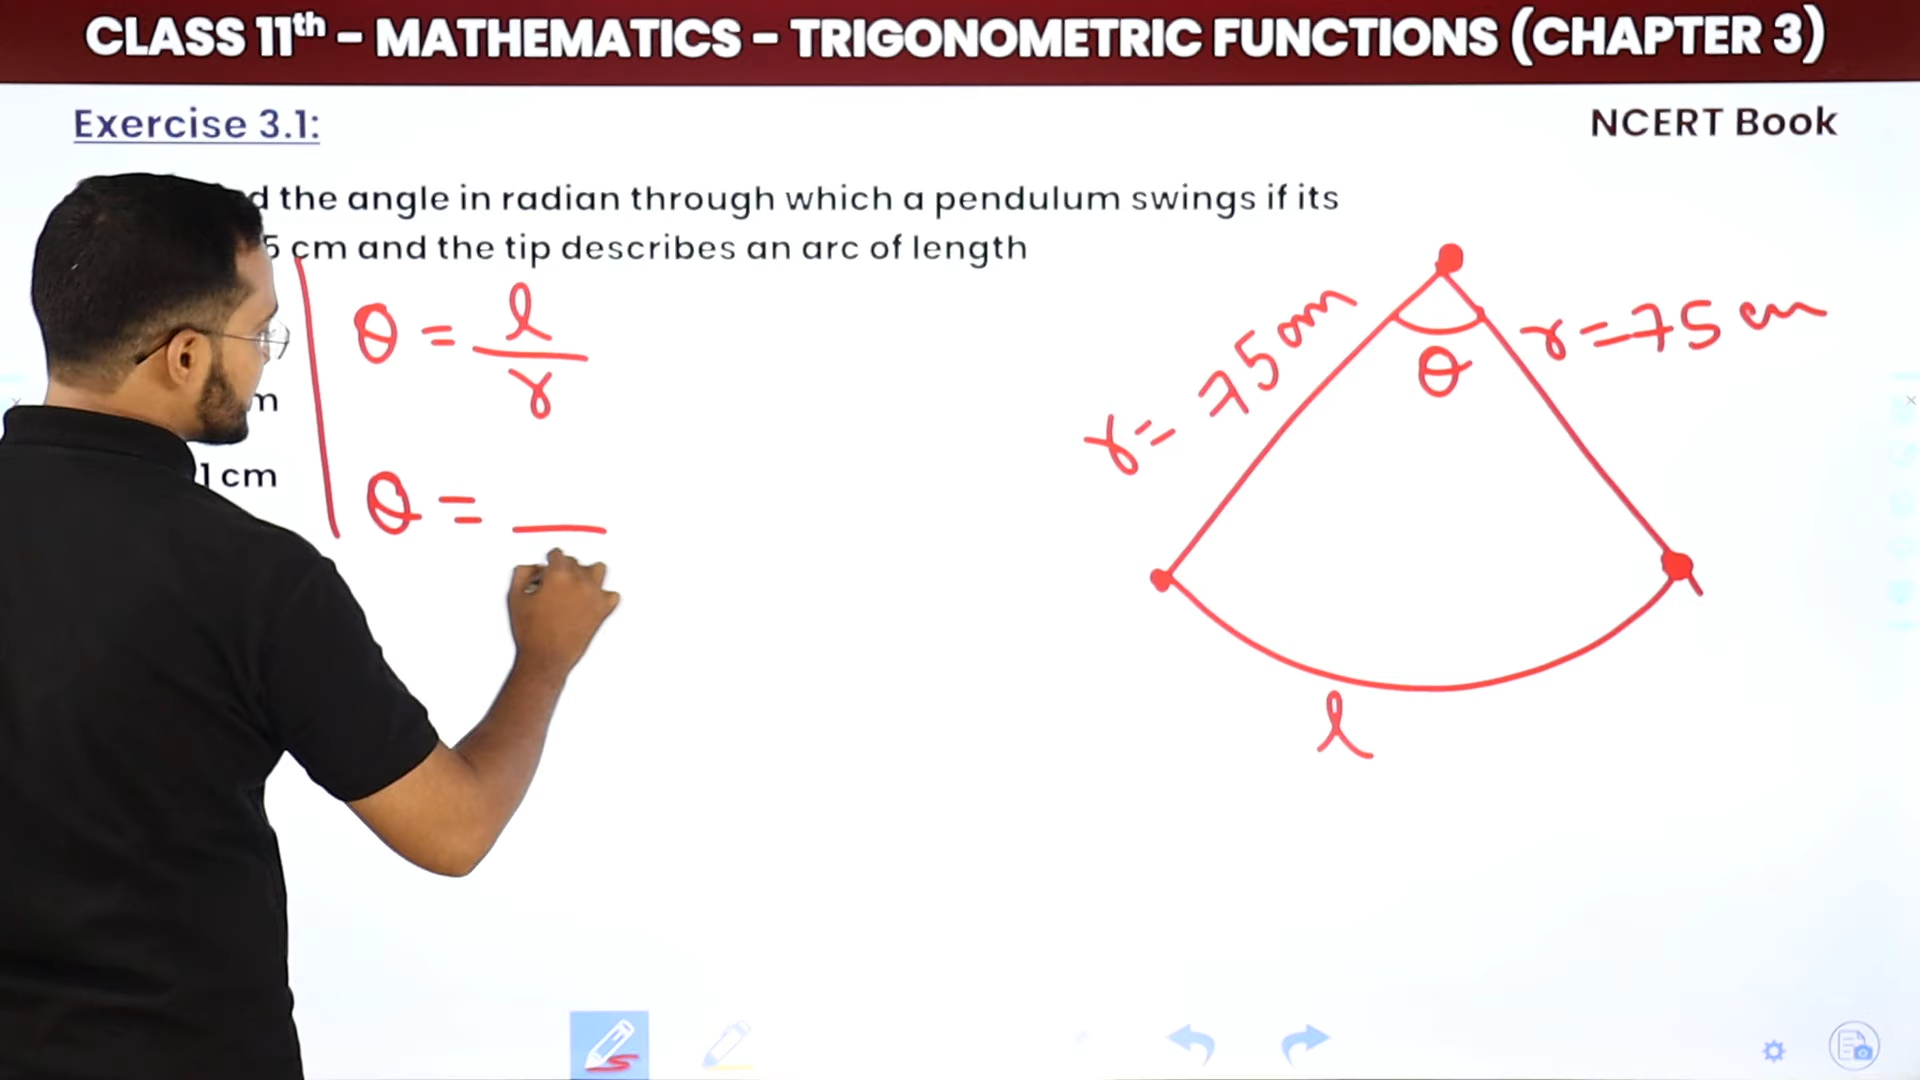 CLASS 11th - MATHEMATICS - TRIGONOMETRIC FUNCTIONS (CHAPTER 3)
Exercise 3.1:
NCERT Book
d the angle in radian through which a pendulum swings if its
5 cm and the tip describes an arc of length
θ = l
r
m
1 cm
θ =
r = 75 cm
r = 75 cm
θ
l